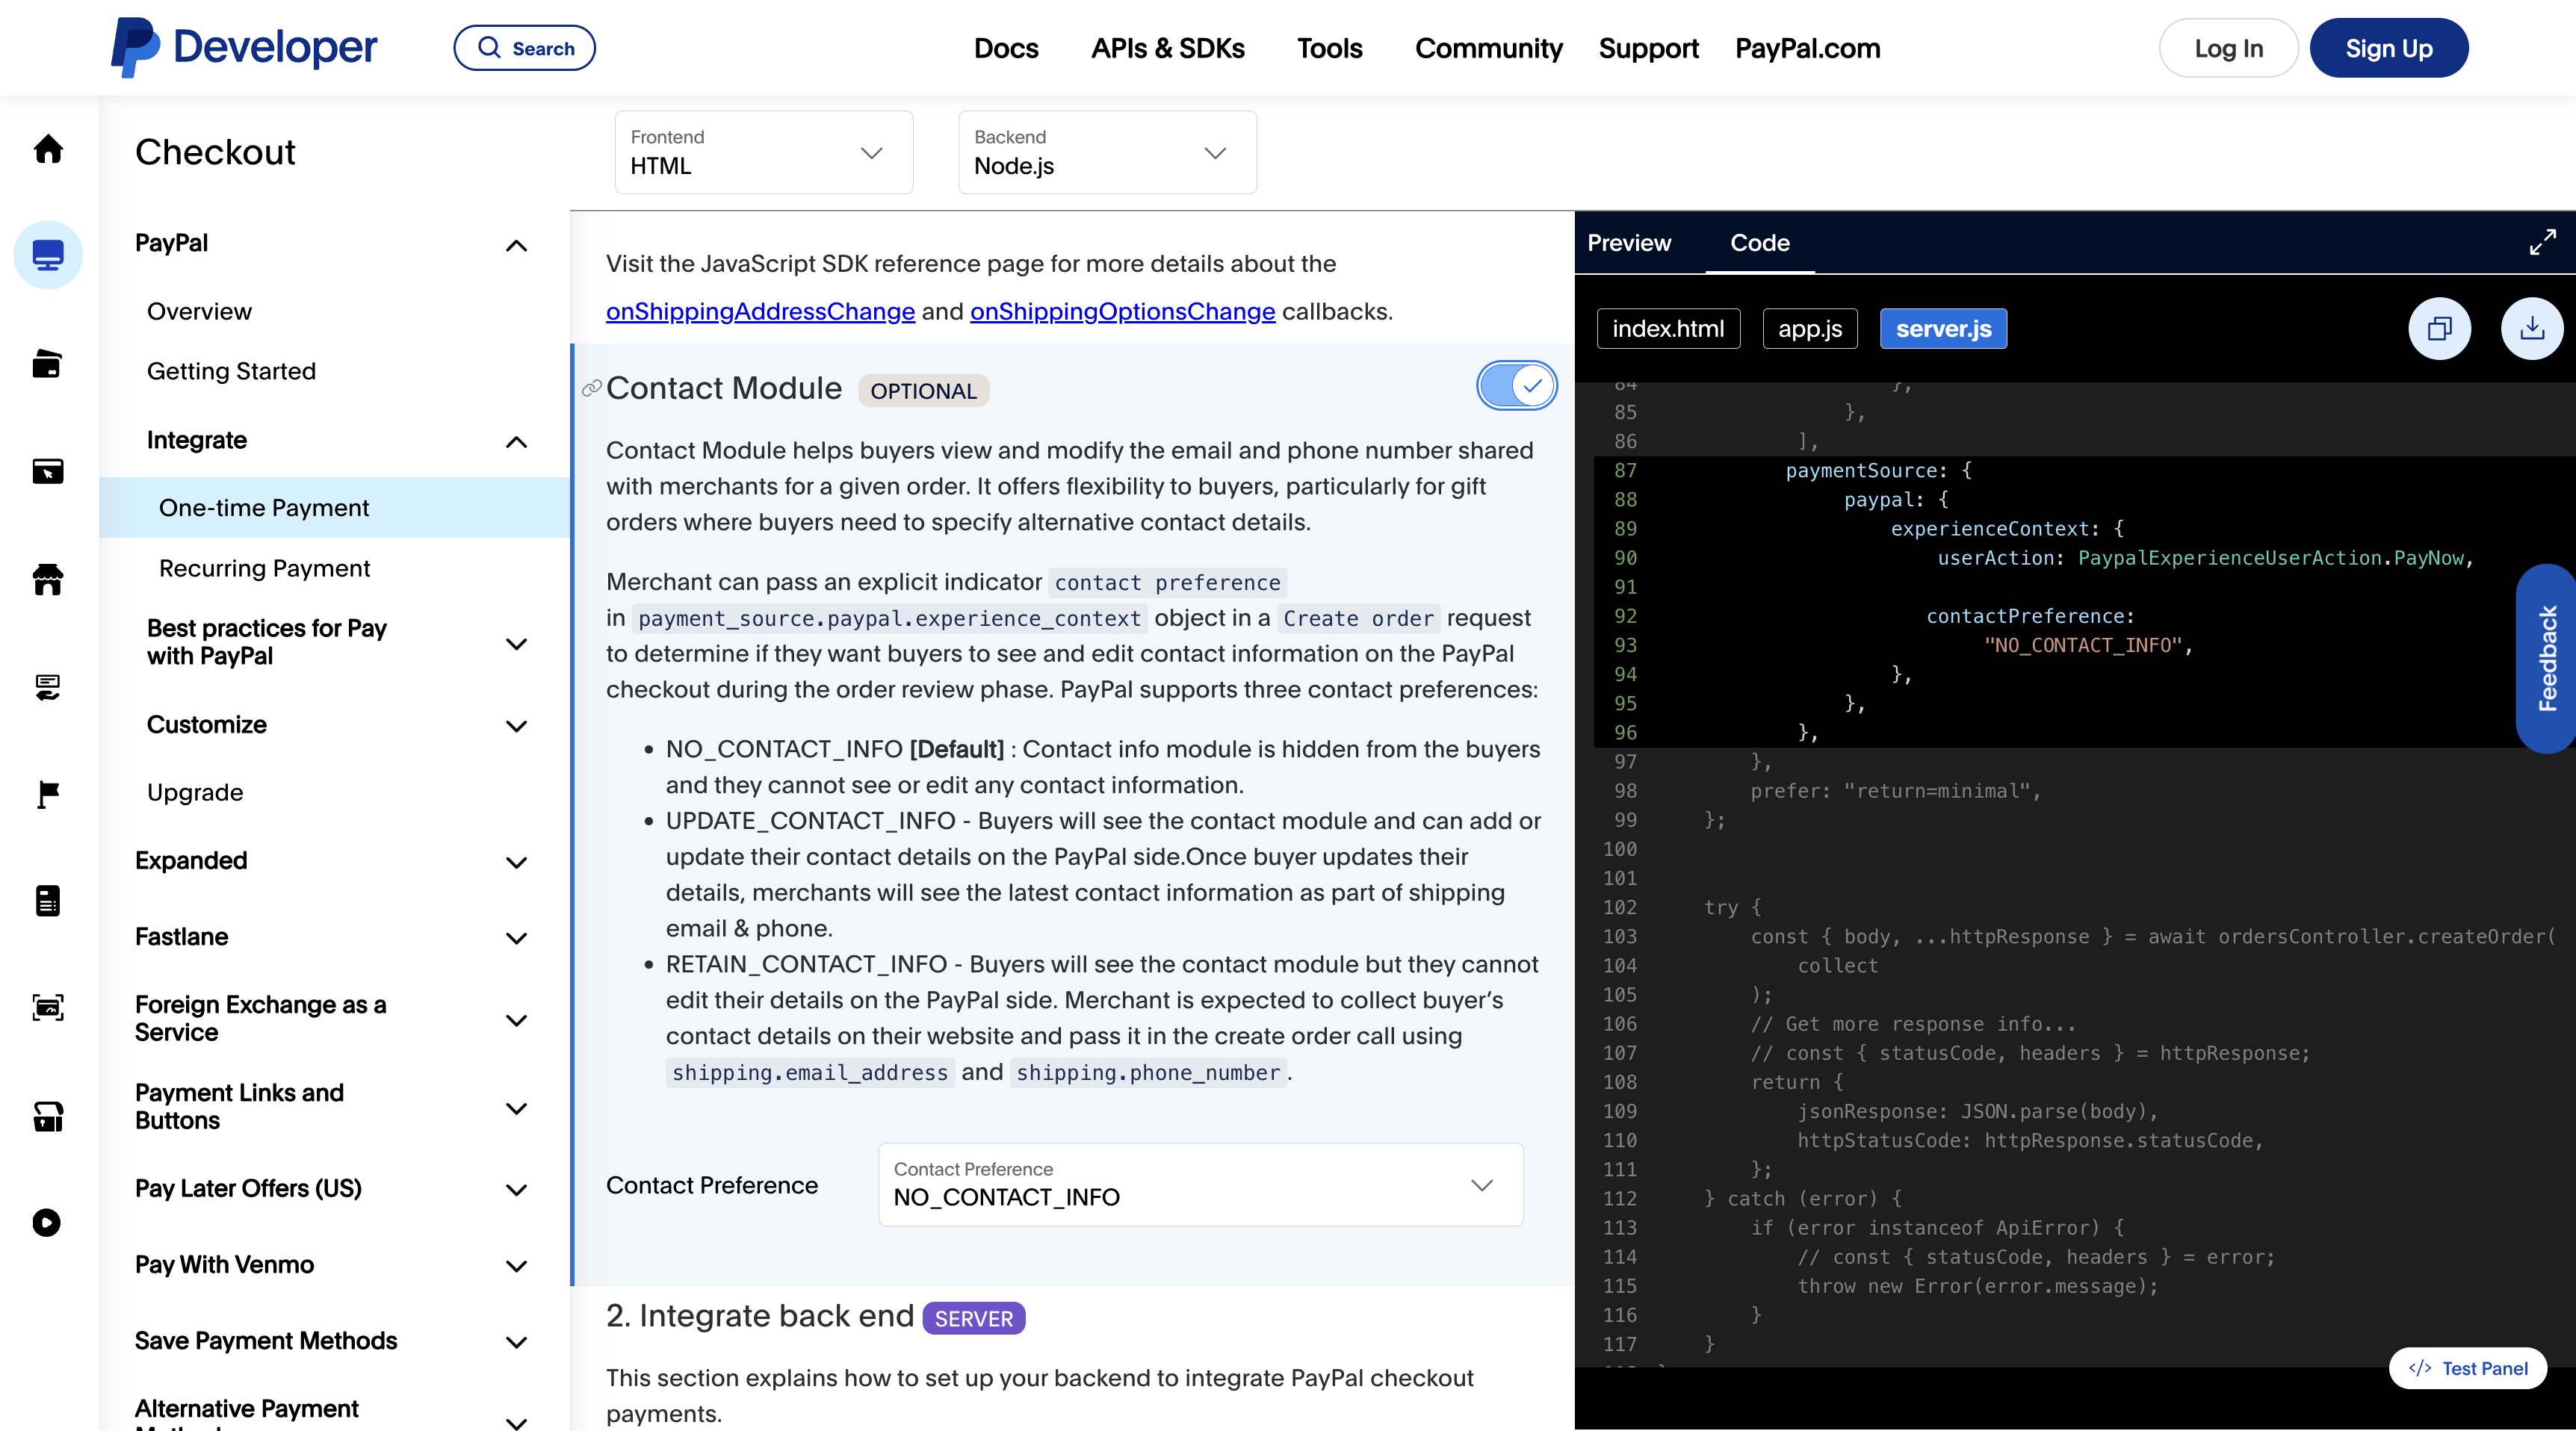 Developer
Search
Docs
APIs & SDKs
Tools
Community
Support
PayPal.com
Log In
Sign Up
Checkout
PayPal
Overview
Getting Started
Integrate
One-time Payment
Recurring Payment
Best practices for Pay
with PayPal
Customize
Upgrade
Expanded
Fastlane
Foreign Exchange as a
Service
Payment Links and
Buttons
Pay Later Offers (US)
Pay With Venmo
Save Payment Methods
Alternative Payment
Frontend
HTML
Backend
Node.js
Visit the JavaScript SDK reference page for more details about the
onShippingAddressChange and onShippingOptionsChange callbacks.
Contact Module OPTIONAL
Contact Module helps buyers view and modify the email and phone number shared
with merchants for a given order. It offers flexibility to buyers, particularly for gift
orders where buyers need to specify alternative contact details.
Merchant can pass an explicit indicator contact preference
in payment_source.paypal.experience_context object in a Create order request
to determine if they want buyers to see and edit contact information on the PayPal
checkout during the order review phase. PayPal supports three contact preferences:
• NO_CONTACT_INFO [Default] : Contact info module is hidden from the buyers
and they cannot see or edit any contact information.
• UPDATE_CONTACT_INFO - Buyers will see the contact module and can add or
update their contact details on the PayPal side.Once buyer updates their
details, merchants will see the latest contact information as part of shipping
email & phone.
• RETAIN_CONTACT_INFO - Buyers will see the contact module but they cannot
edit their details on the PayPal side. Merchant is expected to collect buyer’s
contact details on their website and pass it in the create order call using
shipping.email_address and shipping.phone_number.
Contact Preference
Contact Preference
NO_CONTACT_INFO
2. Integrate back end SERVER
This section explains how to set up your backend to integrate PayPal checkout
payments.
Preview
Code
index.html
app.js
server.js
84 },
85 },
86 ],
87 paymentSource: {
88 paypal: {
89 experienceContext: {
90 userAction: PaypalExperienceUserAction.PayNow,
91
92 contactPreference:
93 "NO_CONTACT_INFO",
94 },
95 },
96 },
97 },
98 prefer: "return=minimal",
99 };
100
101
102 try {
103 const { body, ...httpResponse } = await ordersController.createOrder(
104 collect
105 );
106 // Get more response info...
107 // const { statusCode, headers } = httpResponse;
108 return {
109 jsonResponse: JSON.parse(body),
110 httpStatusCode: httpResponse.statusCode,
111 };
112 } catch (error) {
113 if (error instanceof ApiError) {
114 // const { statusCode, headers } = error;
115 throw new Error(error.message);
116 }
117 }
Feedback
</> Test Panel